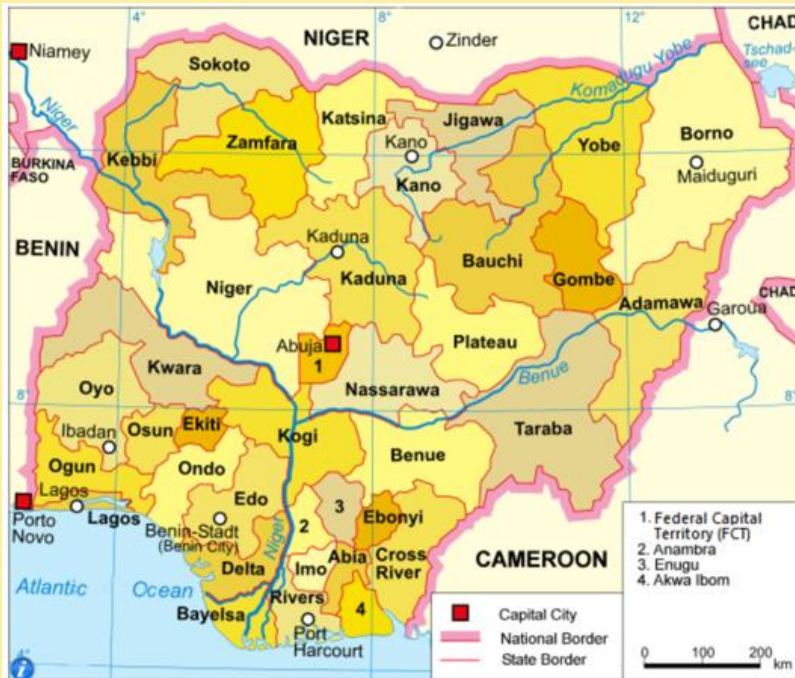 4°
8°
12°
CHAD
NIGER
Zinder
Niamey
Tschad-
see
Sokoto
Komadugu Yobe
Niger
Katsina
Jigawa
Zamfara
Yobe
Borno
Kano
Kebbi
BURKINA
FASO
Maiduguri
Kano
BENIN
Kaduna
Bauchi
Kaduna
Gombe
Niger
CHAD
Adamawa
Garoua
Abuja
1
Plateau
Kwara
Nassarawa
Benue
Oyo
8°
8°
Taraba
Ekiti
Osun
Kogi
Ibadan
Benue
Ogun
Ondo
Lagos
Lagos
Edo
3
Ebonyi
2
Porto
Novo
Benin-Stadt
(Benin City)
Niger
Abia
Cross
River
Imo
CAMEROON
Delta
Atlantic Ocean
Rivers
4
Bayelsa
Port
Harcourt
4°
i
Capital City
National Border
State Border
1. Federal Capital
Territory (FCT)
2 Anambra
3 Enugu
4 Akwa Ibom
0 100 200
km